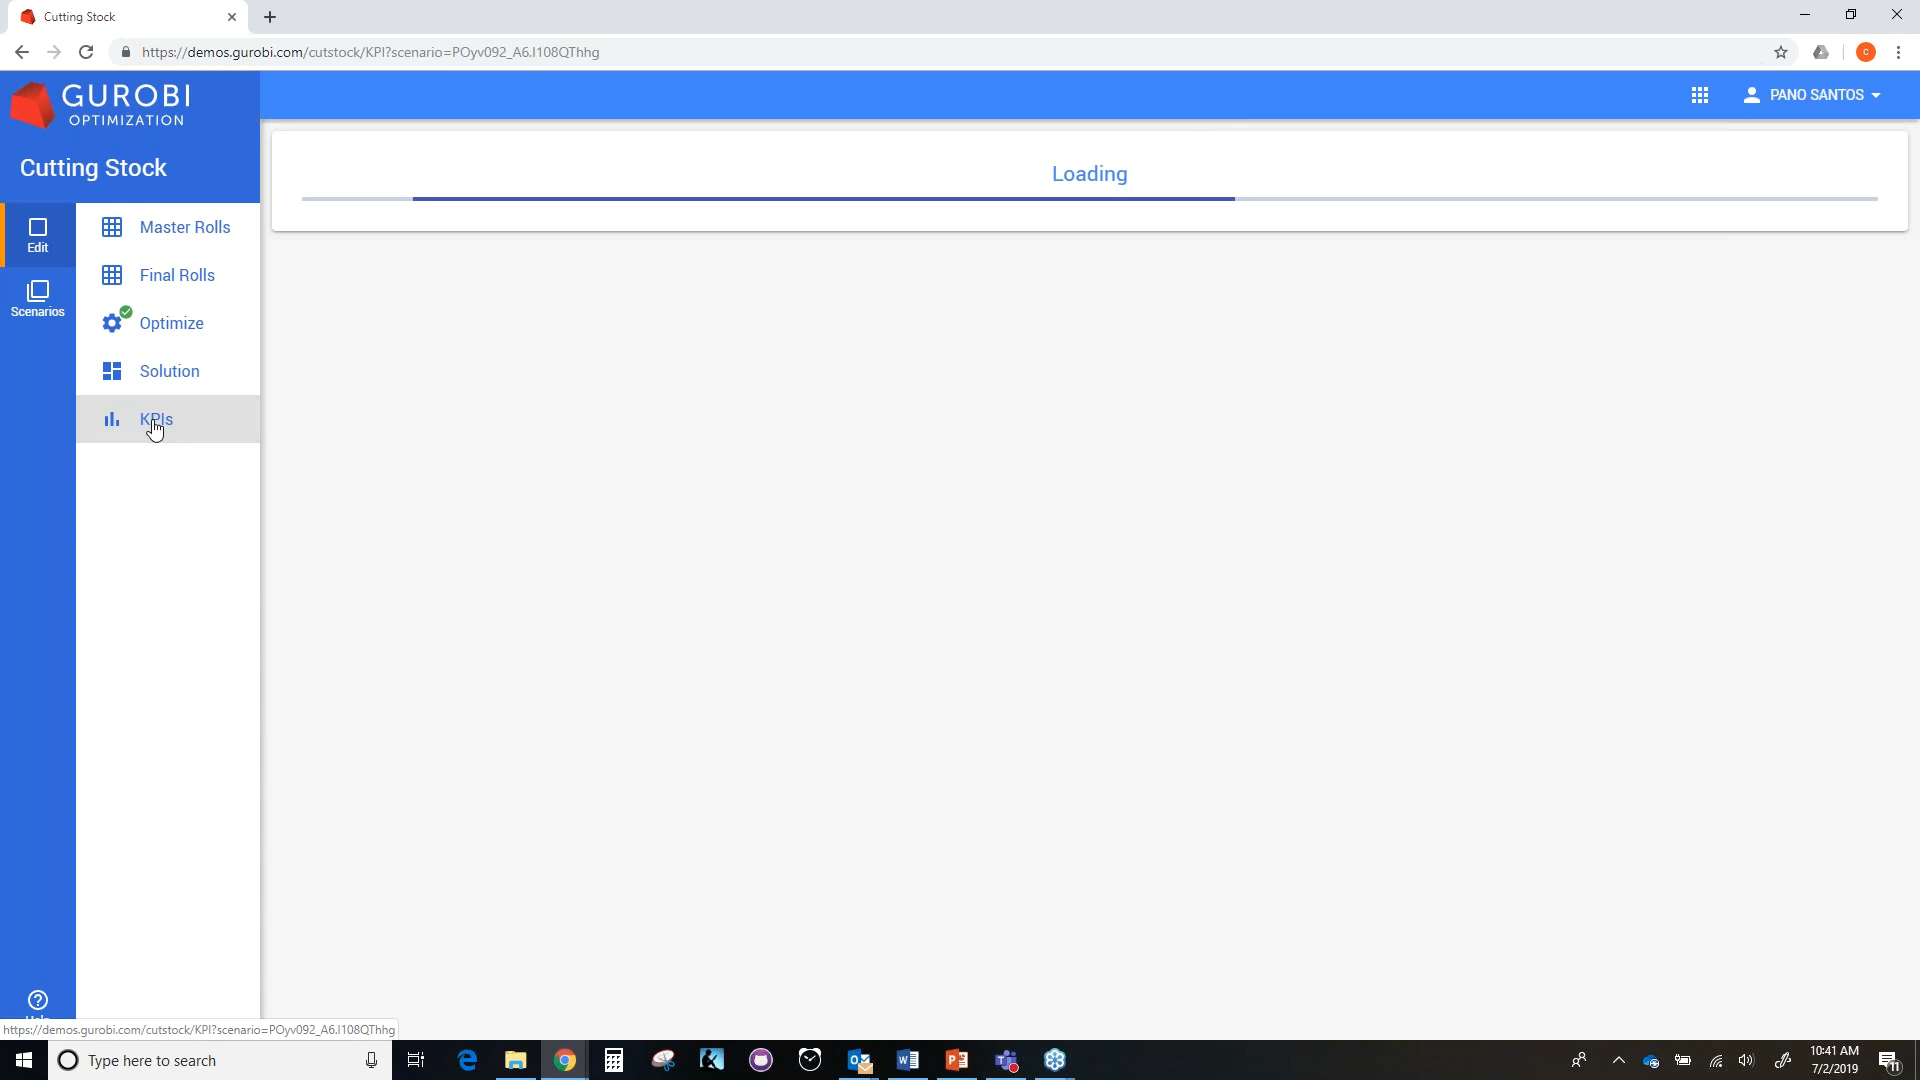 Cutting Stock
https://demos.gurobi.com/cutstock/KPI?scenario=POyv092_A6.I108QThhg
C
GUROBI
OPTIMIZATION
PANO SANTOS
Cutting Stock
Loading
Edit
Scenarios
Master Rolls
Final Rolls
Optimize
Solution
KPIs
https://demos.gurobi.com/cutstock/KPI?scenario=POyv092_A6.I108QThhg
Type here to search
10:41 AM
7/2/2019
11